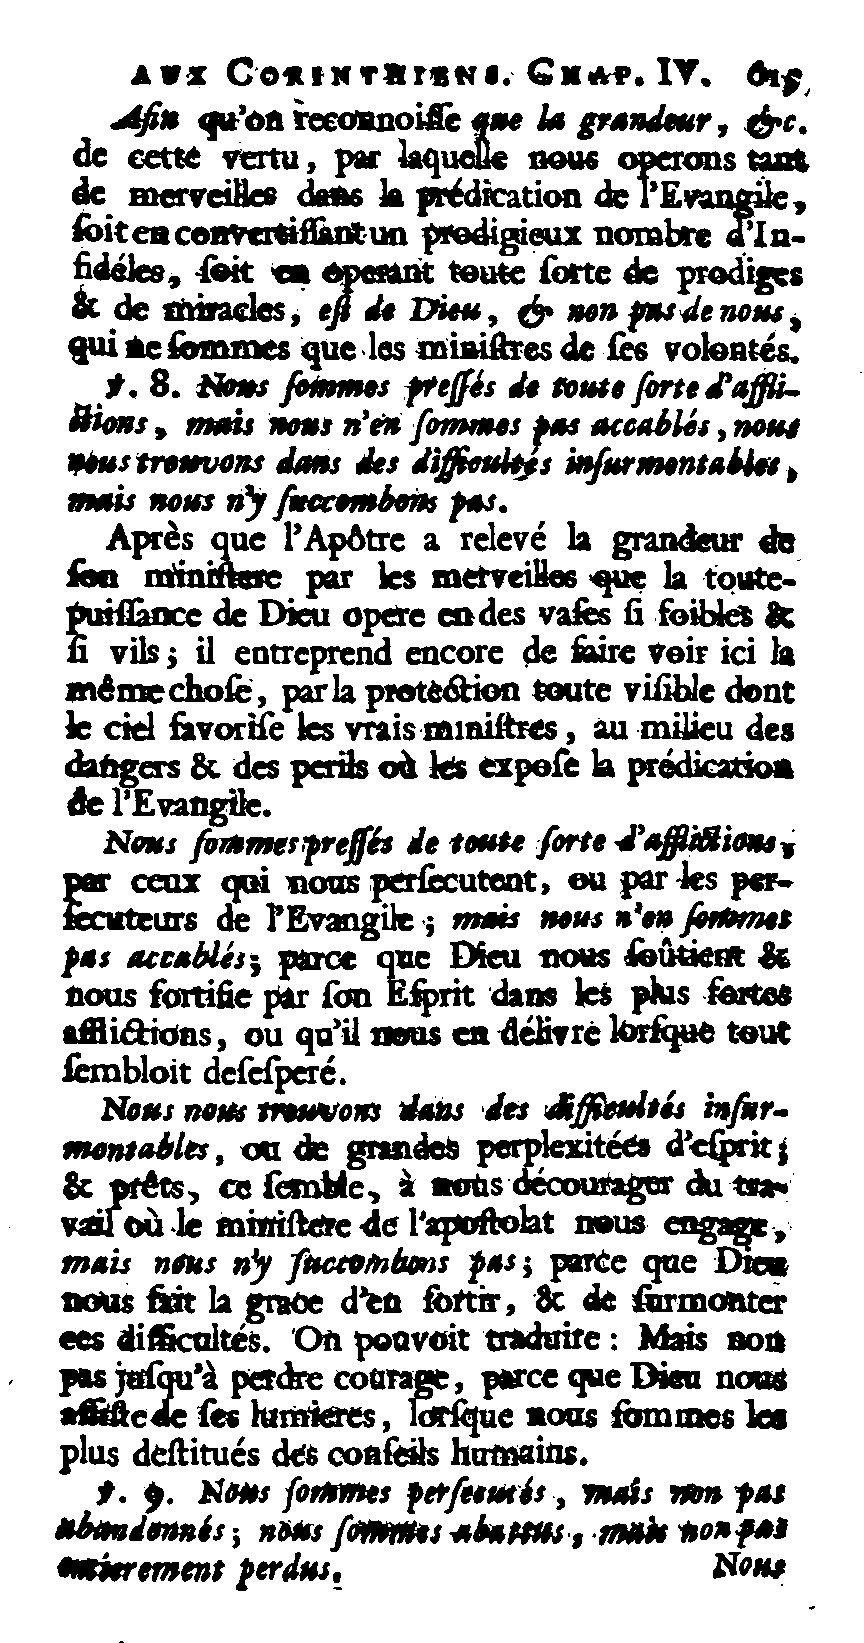 AUX CORINTHIENS. CHAP. IV. 615
Afin qu'on reconnoiſſe que la grandeur, &c.
de cette vertu, par laquelle nous operons tant
de merveilles dans la prédication de l'Evangile,
ſoit en convertiſſant un prodigieux nombre d'In-
fidéles, ſoit en operant toute ſorte de prodiges
& de miracles, eſt de Dieu, & non pas de nous,
qui ne ſommes que les miniſtres de ſes volontés.
℣. 8. Nous ſommes preſſés de toute ſorte d'affli-
ctions, mais nous n'en ſommes pas accablés, nous
nous trouvons dans des difficultés inſurmontables,
mais nous n'y ſuccombons pas.
Après que l'Apôtre a relevé la grandeur de
ſon miniſtere par les merveilles que la toute-
puiſſance de Dieu opere en des vaſes ſi foibles &
ſi vils; il entreprend encore de faire voir ici la
même choſe, par la protection toute viſible dont
le ciel favoriſe les vrais miniſtres, au milieu des
dangers & des perils où les expoſe la prédication
de l'Evangile.
Nous ſommes preſſés de toute ſorte d'afflictions,
par ceux qui nous perſecutent, ou par les per-
ſecuteurs de l'Evangile; mais nous n'en ſommes
pas accablés; parce que Dieu nous ſoûtient &
nous fortifie par ſon Eſprit dans les plus fortes
afflictions, ou qu'il nous en délivre lorſque tout
ſembloit deſeſperé.
Nous nous trouvons dans des difficultés inſur-
montables, ou de grandes perplexitées d'eſprit;
& prêts, ce ſemble, à nous décourager du tra-
vail où le miniſtere de l'apoſtolat nous engage,
mais nous n'y ſuccombons pas; parce que Dieu
nous fait la grace d'en ſortir, & de ſurmonter
ces difficultés. On pouvoit traduire: Mais non
pas juſqu'à perdre courage, parce que Dieu nous
aſſiſte de ſes lumieres, lorſque nous ſommes les
plus deſtitués des conſeils humains.
℣. 9. Nous ſommes perſecutés, mais non pas
abandonnés; nous ſommes abattus, mais non pas
entierement perdus. Nous